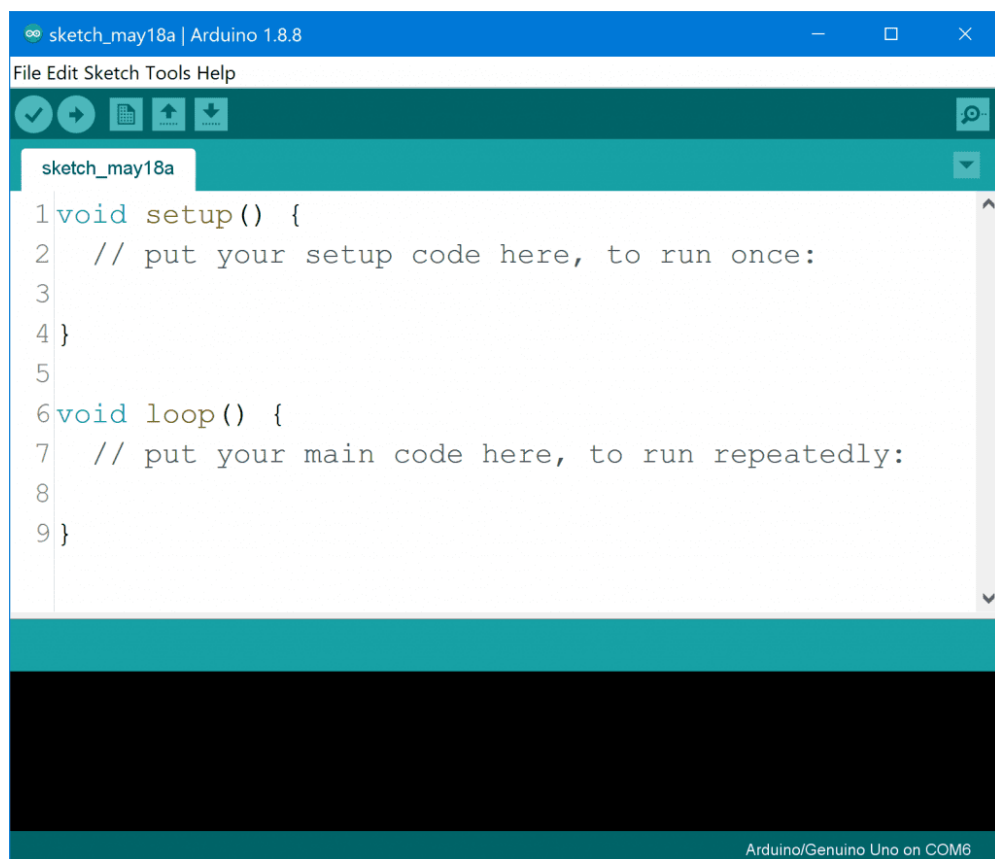 sketch_may18a | Arduino 1.8.8
File Edit Sketch Tools Help
sketch_may18a
1 void setup() {
2   // put your setup code here, to run once:
3
4 }
5
6 void loop() {
7   // put your main code here, to run repeatedly:
8
9 }
Arduino/Genuino Uno on COM6